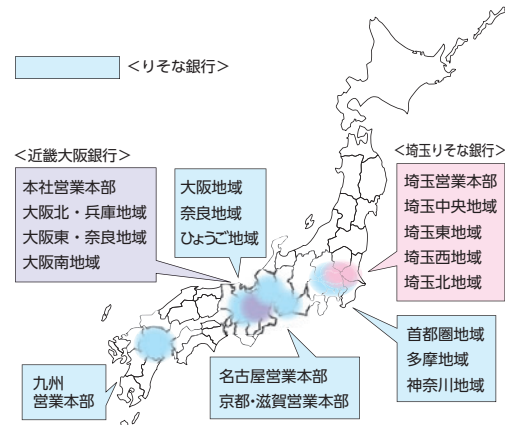 ＜りそな銀行＞
＜近畿大阪銀行＞
本社営業本部
大阪北・兵庫地域
大阪東・奈良地域
大阪南地域
大阪地域
奈良地域
ひょうご地域
＜埼玉りそな銀行＞
埼玉営業本部
埼玉中央地域
埼玉東地域
埼玉西地域
埼玉北地域
首都圏地域
多摩地域
神奈川地域
名古屋営業本部
京都・滋賀営業本部
九州
営業本部